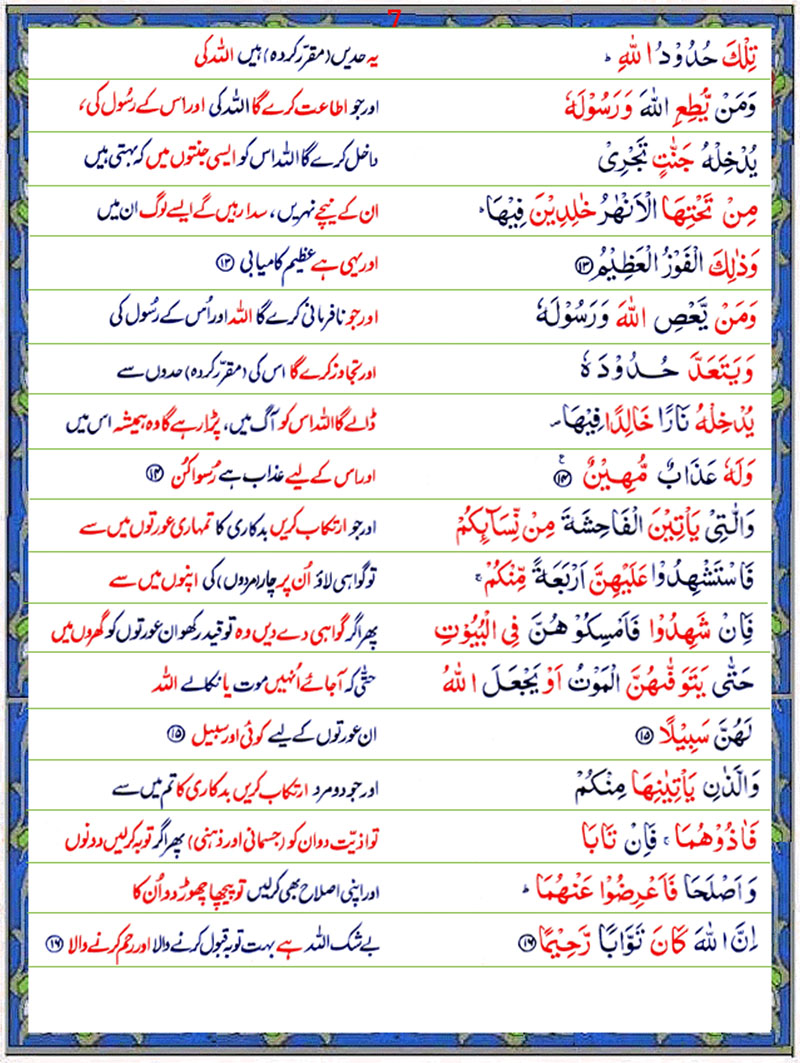 7
تِلْكَ حُدُوْدُ اللّٰهِ ؕ یہ حدیں (مقرر کردہ) ہیں اللہ کی
وَمَنْ يُّطِعِ اللّٰهَ وَرَسُوْلَهٗ اور جو اطاعت کرے گا اللہ کی اور اس کے رسُول کی،
يُدْخِلْهُ جَنّٰتٍ تَجْرِىْ داخل کرے گا اللہ اس کو ایسی جنتوں میں کہ بہتی ہیں
مِنْ تَحْتِهَا الْاَنْهٰرُ خٰلِدِيْنَ فِيْهَا ؕ ان کے نیچے نہریں، سدا رہیں گے ایسے لوگ ان میں
وَذٰلِكَ الْفَوْزُ الْعَظِيْمُ ۱۳ اور یہی ہے عظیم کامیابی ۱۳
وَمَنْ يَّعْصِ اللّٰهَ وَرَسُوْلَهٗ اور جو نافرمانی کرے گا اللہ اور اُس کے رسُول کی
وَيَتَعَدَّ حُدُوْدَهٗ اور تجاوز کرے گا اس کی (مقرّر کردہ) حدوں سے
يُدْخِلْهُ نَارًا خَالِدًا فِيْهَا ڈالے گا اللہ اس کو آگ میں، پڑا رہے گا وہ ہمیشہ اس میں
وَلَهٗ عَذَابٌ مُّهِيْنٌ ۱۴ اور اس کے لیے عذاب ہے رُسوا کُن ۱۴
وَالّٰتِىْ يَاْتِيْنَ الْفَاحِشَةَ مِنْ نِّسَآئِكُمْ اور جو ارتکاب کریں بدکاری کا تمہاری عورتوں میں سے
فَاسْتَشْهِدُوْا عَلَيْهِنَّ اَرْبَعَةً مِّنْكُمْ ۚ تو گواہی لاؤ اُن پر چار (مردوں) کی اپنوں میں سے
فَاِنْ شَهِدُوْا فَاَمْسِكُوْهُنَّ فِى الْبُيُوْتِ پھر اگر گواہی دے دیں وہ تو قید رکھو ان عورتوں کو گھروں میں
حَتّٰى يَتَوَفّٰٮهُنَّ الْمَوْتُ اَوْ يَجْعَلَ اللّٰهُ حتّٰی کہ آجائے اُنہیں موت یا نکالے اللہ
لَهُنَّ سَبِيْلًا ۱۵ ان عورتوں کے لیے کوئی اور سبیل ۱۵
وَالَّذٰنِ يَاْتِيٰنِهَا مِنْكُمْ اور جو دو مرد ارتکاب کریں بدکاری کا تم میں سے
فَاٰذُوْهُمَا ۚ فَاِنْ تَابَا تو اذیّت دو ان کو (جسمانی اور ذہنی) پھر اگر توبہ کرلیں دونوں
وَاَصْلَحَا فَاَعْرِضُوْا عَنْهُمَا ؕ اور اپنی اصلاح بھی کرلیں تو پیچھا چھوڑ دو اُن کا
اِنَّ اللّٰهَ كَانَ تَوَّابًا رَّحِيْمًا ۱۶ بے شک اللہ ہے بہت توبہ قبول کرنے والا اور رحم کرنے والا ۱۶